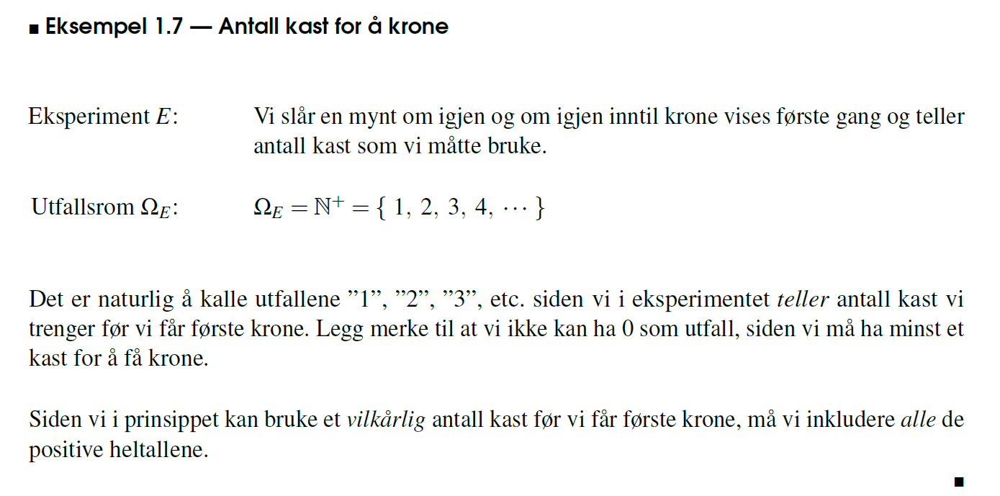 ■ Eksempel 1.7 — Antall kast for å krone
Eksperiment E: Vi slår en mynt om igjen og om igjen inntil krone vises første gang og teller
antall kast som vi måtte bruke.
Utfallsrom Ω_E: Ω_E = ℕ⁺ = { 1, 2, 3, 4, ⋯ }
Det er naturlig å kalle utfallene ”1”, ”2”, ”3”, etc. siden vi i eksperimentet teller antall kast vi
trenger før vi får første krone. Legg merke til at vi ikke kan ha 0 som utfall, siden vi må ha minst et
kast for å få krone.
Siden vi i prinsippet kan bruke et vilkårlig antall kast før vi får første krone, må vi inkludere alle de
positive heltallene.
■